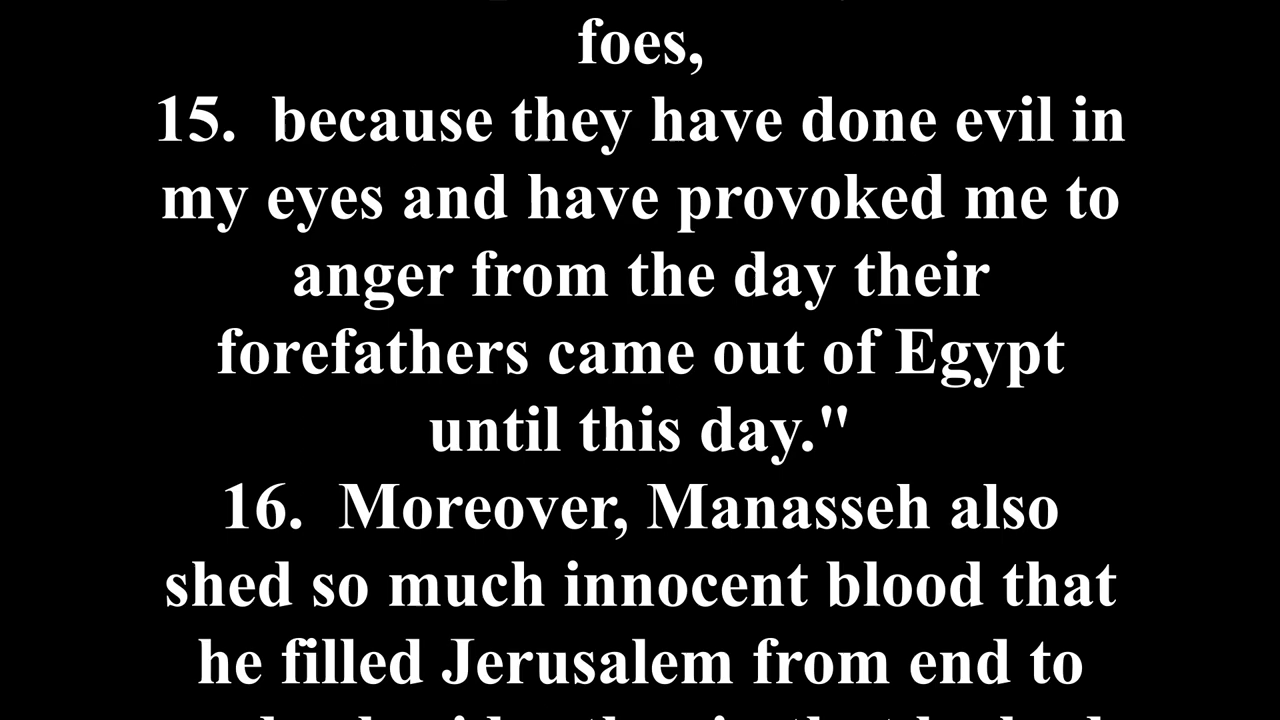 foes,
15.  because they have done evil in
my eyes and have provoked me to
anger from the day their
forefathers came out of Egypt
until this day."
16.  Moreover, Manasseh also
shed so much innocent blood that
he filled Jerusalem from end to